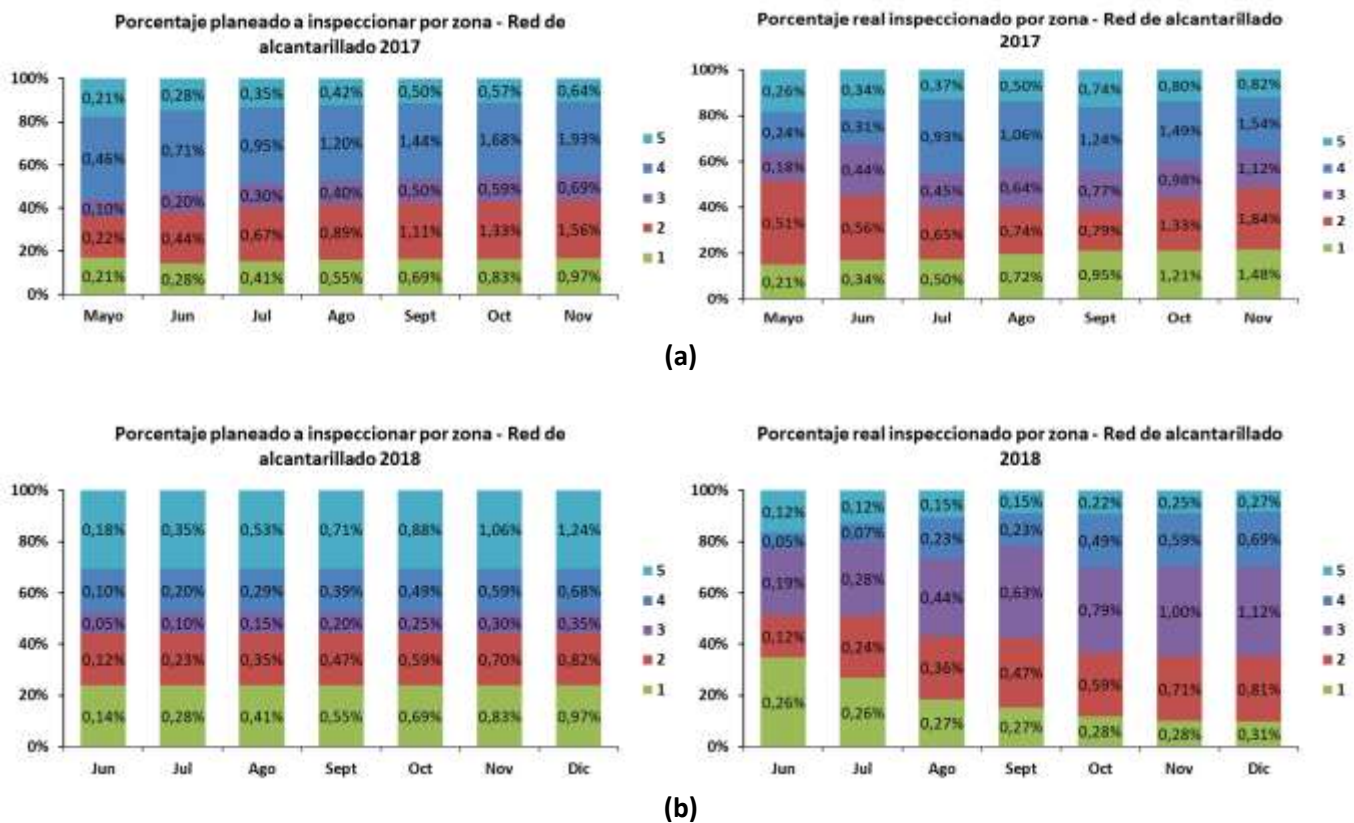 Porcentaje planeado a inspeccionar por zona - Red de
alcantarillado 2017
100%
80%
60%
40%
20%
0%
0,21% 0,28% 0,35% 0,42% 0,50% 0,57% 0,64%
0,46% 0,71% 0,95% 1,20% 1,44% 1,68% 1,93%
0,10% 0,20% 0,30% 0,40% 0,50% 0,59% 0,69%
0,22% 0,44% 0,67% 0,89% 1,11% 1,33% 1,56%
0,21% 0,28% 0,41% 0,55% 0,69% 0,83% 0,97%
Mayo Jun Jul Ago Sept Oct Nov
5
4
3
2
1
Porcentaje real inspeccionado por zona - Red de alcantarillado
2017
100%
80%
60%
40%
20%
0%
0,26% 0,34% 0,37% 0,50% 0,74% 0,80% 0,82%
0,24% 0,31% 0,93% 1,06% 1,24% 1,49% 1,54%
0,18% 0,44% 0,45% 0,64% 0,77% 0,98% 1,12%
0,51% 0,56% 0,65% 0,74% 0,79% 1,33% 1,84%
0,21% 0,34% 0,50% 0,72% 0,95% 1,21% 1,48%
Mayo Jun Jul Ago Sept Oct Nov
5
4
3
2
1
(a)
Porcentaje planeado a inspeccionar por zona - Red de
alcantarillado 2018
100%
80%
60%
40%
20%
0%
0,18% 0,35% 0,53% 0,71% 0,88% 1,06% 1,24%
0,10% 0,20% 0,29% 0,39% 0,49% 0,59% 0,68%
0,05% 0,10% 0,15% 0,20% 0,25% 0,30% 0,35%
0,12% 0,23% 0,35% 0,47% 0,59% 0,70% 0,82%
0,14% 0,28% 0,41% 0,55% 0,69% 0,83% 0,97%
Jun Jul Ago Sept Oct Nov Dic
5
4
3
2
1
Porcentaje real inspeccionado por zona - Red de alcantarillado
2018
100%
80%
60%
40%
20%
0%
0,12% 0,12% 0,15% 0,15% 0,22% 0,25% 0,27%
0,05% 0,07% 0,23% 0,23% 0,49% 0,59% 0,69%
0,19% 0,28% 0,44% 0,63% 0,79% 1,00% 1,12%
0,12% 0,24% 0,36% 0,47% 0,59% 0,71% 0,81%
0,26% 0,26% 0,27% 0,27% 0,28% 0,28% 0,31%
Jun Jul Ago Sept Oct Nov Dic
5
4
3
2
1
(b)